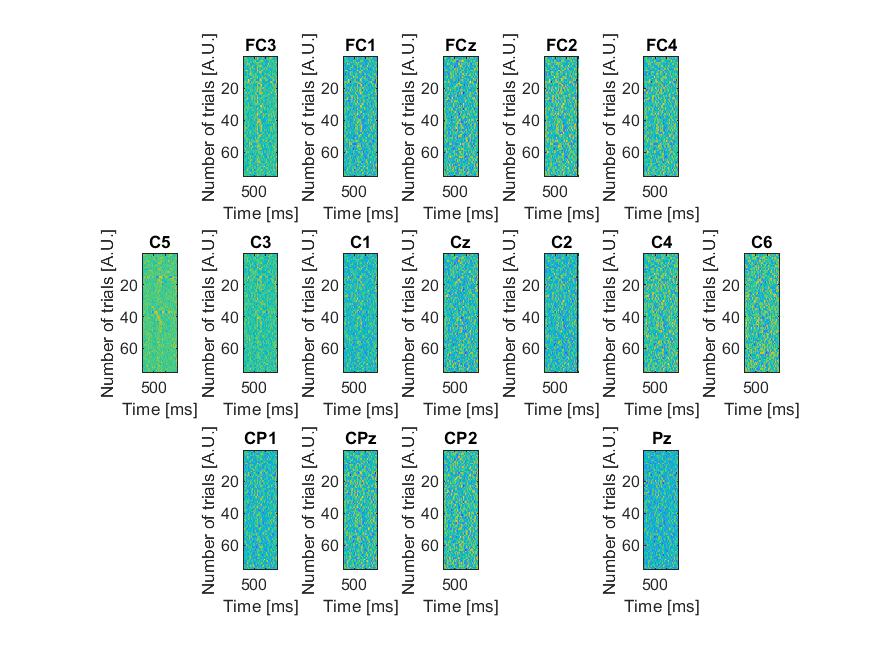 FC3 FC1 FCz FC2 FC4
Number of trials [A.U.] Number of trials [A.U.] Number of trials [A.U.] Number of trials [A.U.] Number of trials [A.U.]
20 20 20 20 20
40 40 40 40 40
60 60 60 60 60
500 500 500 500 500
Time [ms] Time [ms] Time [ms] Time [ms] Time [ms]
C5 C3 C1 Cz C2 C4 C6
Number of trials [A.U.] Number of trials [A.U.] Number of trials [A.U.] Number of trials [A.U.] Number of trials [A.U.] Number of trials [A.U.] Number of trials [A.U.]
20 20 20 20 20 20 20
40 40 40 40 40 40 40
60 60 60 60 60 60 60
500 500 500 500 500 500 500
Time [ms] Time [ms] Time [ms] Time [ms] Time [ms] Time [ms] Time [ms]
CP1 CPz CP2 Pz
Number of trials [A.U.] Number of trials [A.U.] Number of trials [A.U.] Number of trials [A.U.]
20 20 20 20
40 40 40 40
60 60 60 60
500 500 500 500
Time [ms] Time [ms] Time [ms] Time [ms]